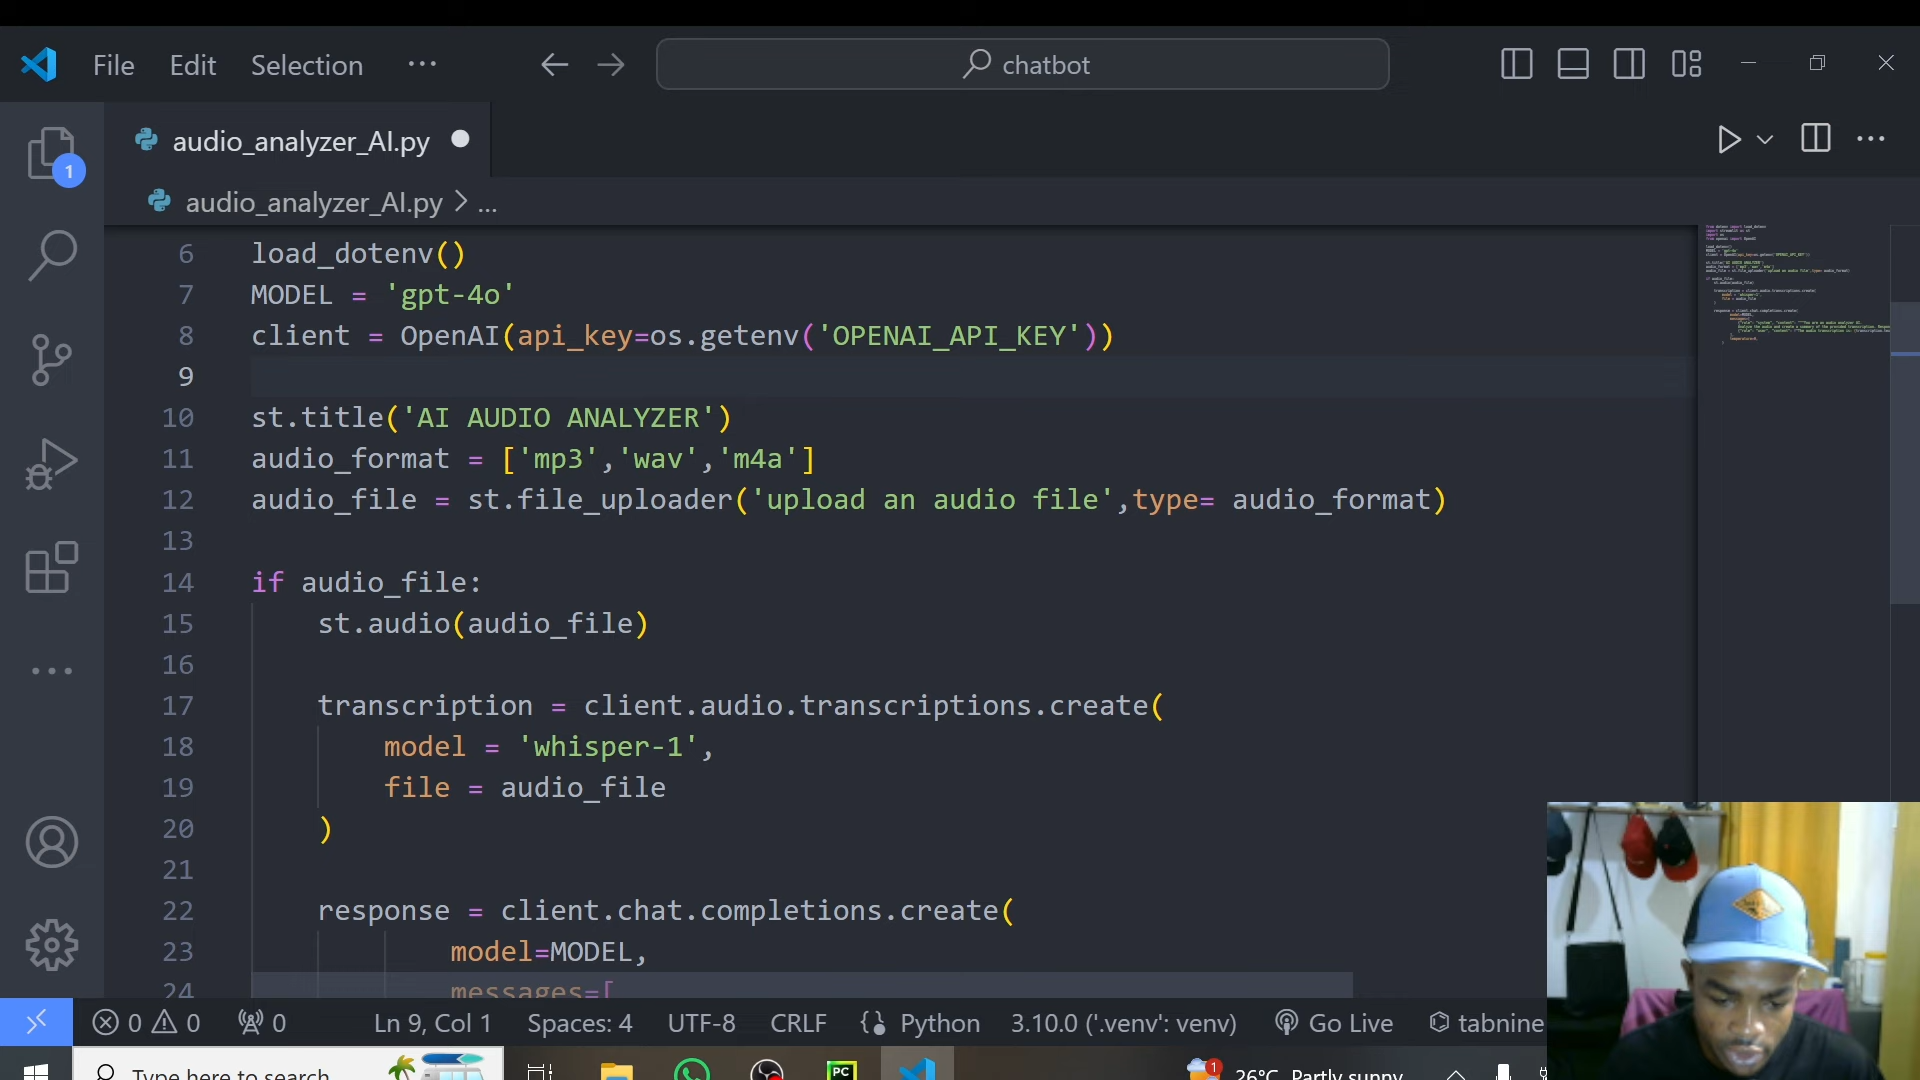 File Edit Selection ... chatbot
audio_analyzer_AI.py
1
audio_analyzer_AI.py > ...
6 load_dotenv()
7 MODEL = 'gpt-4o'
8 client = OpenAI(api_key=os.getenv('OPENAI_API_KEY'))
9
10 st.title('AI AUDIO ANALYZER')
11 audio_format = ['mp3','wav','m4a']
12 audio_file = st.file_uploader('upload an audio file',type= audio_format)
13
14 if audio_file:
15 st.audio(audio_file)
16
17 transcription = client.audio.transcriptions.create(
18 model = 'whisper-1',
19 file = audio_file
20 )
21
22 response = client.chat.completions.create(
23 model=MODEL,
24 messages=[
0 0 0 Ln 9, Col 1 Spaces: 4 UTF-8 CRLF Python 3.10.0 ('.venv': venv) Go Live tabnine
Type here to search PC 1 26°C Partly sunny